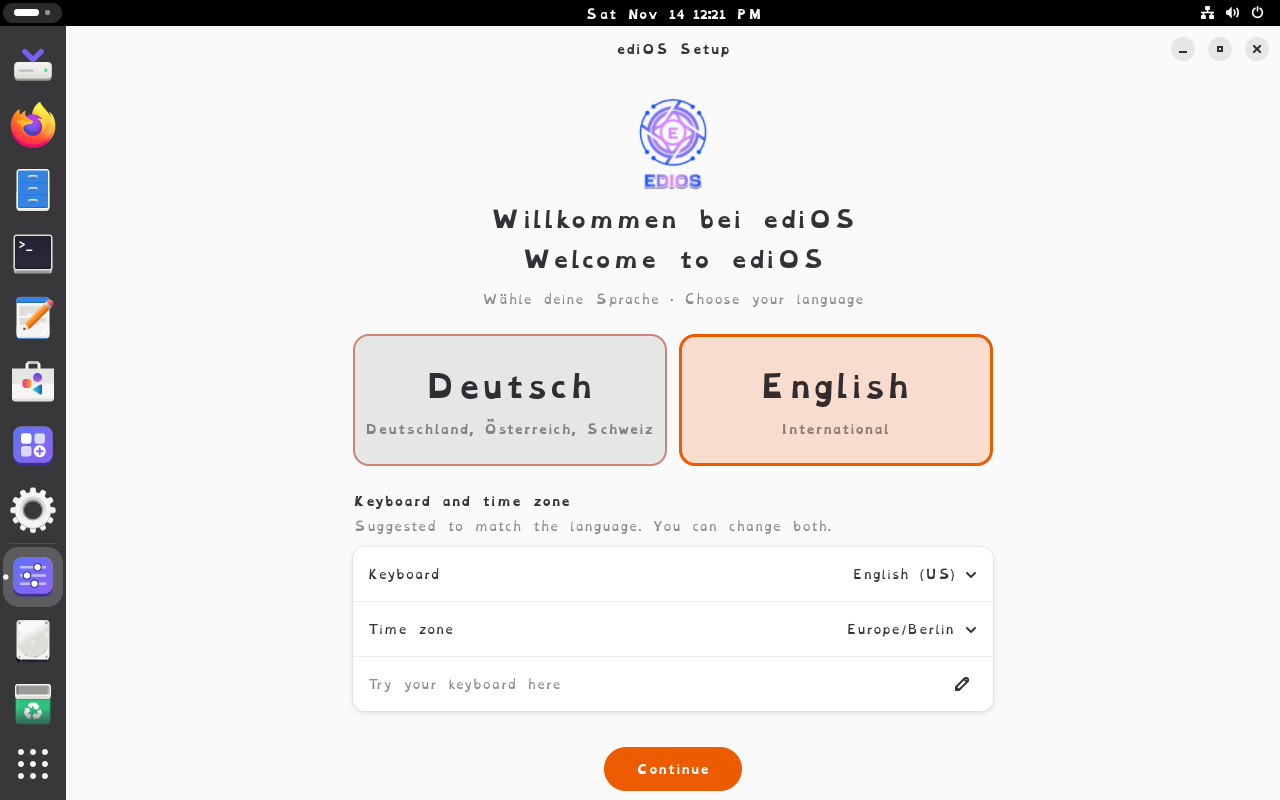 Sat Nov 14 12:21 PM
ediOS Setup
E
EDIOS
Willkommen bei ediOS
Welcome to ediOS
Wähle deine Sprache · Choose your language
Deutsch
Deutschland, Österreich, Schweiz
English
International
Keyboard and time zone
Suggested to match the language. You can change both.
Keyboard
English (US)
Time zone
Europe/Berlin
Try your keyboard here
Continue
>_